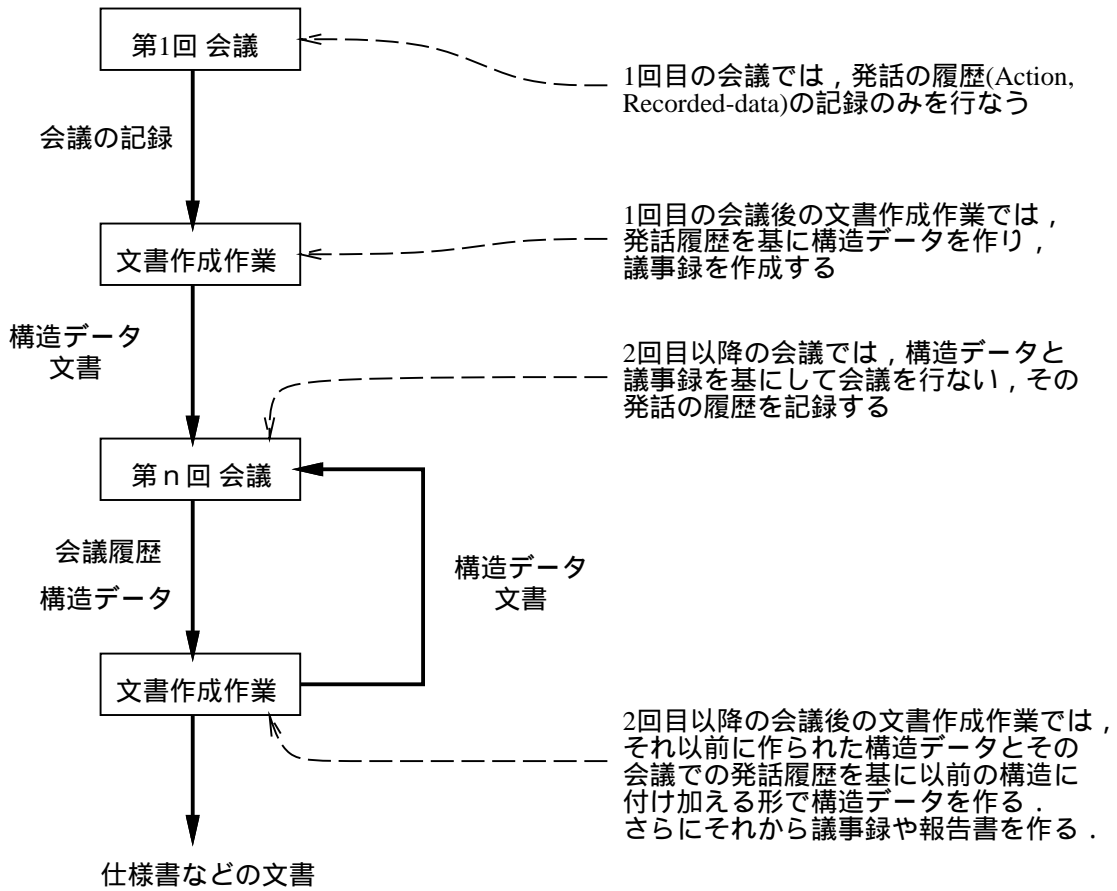 第1回 会議
1回目の会議では，発話の履歴(Action,
Recorded-data)の記録のみを行なう
会議の記録
文書作成作業
1回目の会議後の文書作成作業では，
発話履歴を基に構造データを作り，
議事録を作成する
構造データ
文書
2回目以降の会議では，構造データと
議事録を基にして会議を行ない，その
発話の履歴を記録する
第ｎ回 会議
会議履歴
構造データ
構造データ
文書
文書作成作業
2回目以降の会議後の文書作成作業では，
それ以前に作られた構造データとその
会議での発話履歴を基に以前の構造に
付け加える形で構造データを作る．
さらにそれから議事録や報告書を作る．
仕様書などの文書